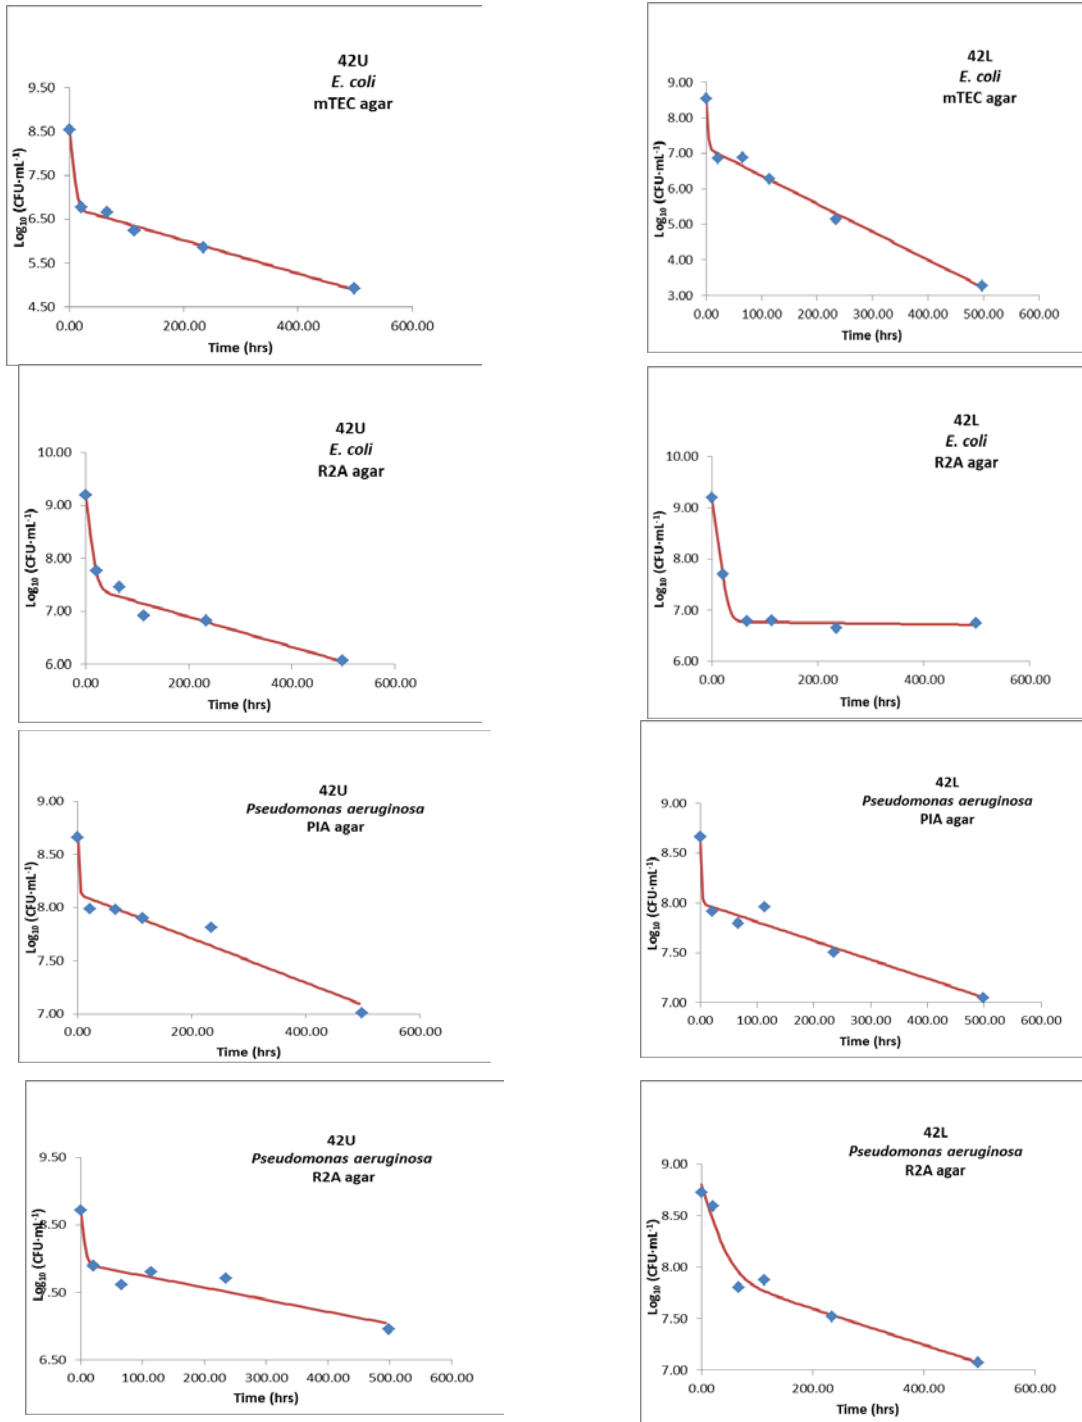 42U
E. coli
mTEC agar
9.50
8.50
7.50
6.50
5.50
4.50
Log₁₀ (CFU·mL⁻¹)
0.00 200.00 400.00 600.00
Time (hrs)
42L
E. coli
mTEC agar
9.00
8.00
7.00
6.00
5.00
4.00
3.00
Log₁₀ (CFU·mL⁻¹)
0.00 100.00 200.00 300.00 400.00 500.00 600.00
Time (hrs)
42U
E. coli
R2A agar
10.00
9.00
8.00
7.00
6.00
Log₁₀ (CFU·mL⁻¹)
0.00 200.00 400.00 600.00
Time (hrs)
42L
E. coli
R2A agar
10.00
9.00
8.00
7.00
6.00
Log₁₀ (CFU·mL⁻¹)
0.00 200.00 400.00 600.00
Time (hrs)
42U
Pseudomonas aeruginosa
PIA agar
9.00
8.50
8.00
7.50
7.00
Log₁₀ (CFU·mL⁻¹)
0.00 200.00 400.00 600.00
Time (hrs)
42L
Pseudomonas aeruginosa
PIA agar
9.00
8.50
8.00
7.50
7.00
Log₁₀ (CFU·mL⁻¹)
0.00 100.00 200.00 300.00 400.00 500.00 600.00
Time (hrs)
42U
Pseudomonas aeruginosa
R2A agar
9.50
8.50
7.50
6.50
Log₁₀ (CFU·mL⁻¹)
0.00 100.00 200.00 300.00 400.00 500.00 600.00
Time (hrs)
42L
Pseudomonas aeruginosa
R2A agar
9.00
8.50
8.00
7.50
7.00
Log₁₀ (CFU·mL⁻¹)
0.00 200.00 400.00 600.00
Time (hrs)